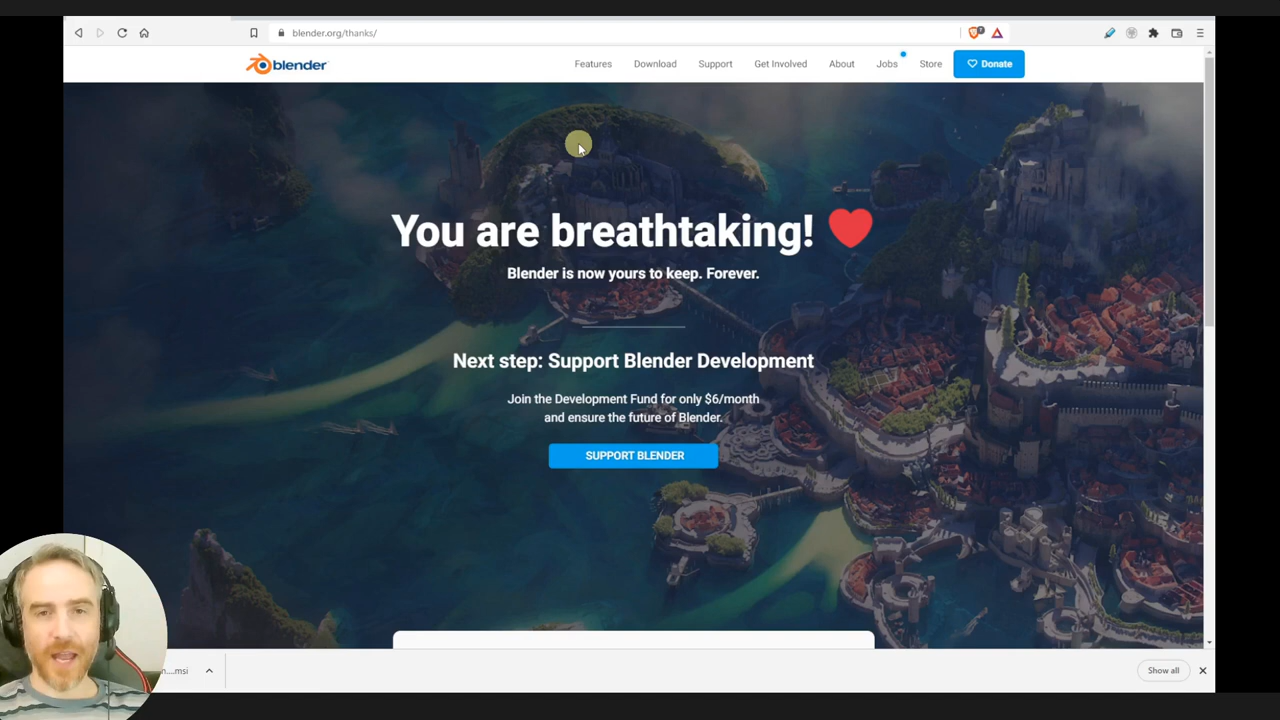 blender.org/thanks/
blender
Features
Download
Support
Get Involved
About
Jobs
Store
Donate
You are breathtaking!
Blender is now yours to keep. Forever.
Next step: Support Blender Development
Join the Development Fund for only $6/month
and ensure the future of Blender.
SUPPORT BLENDER
n....msi
Show all